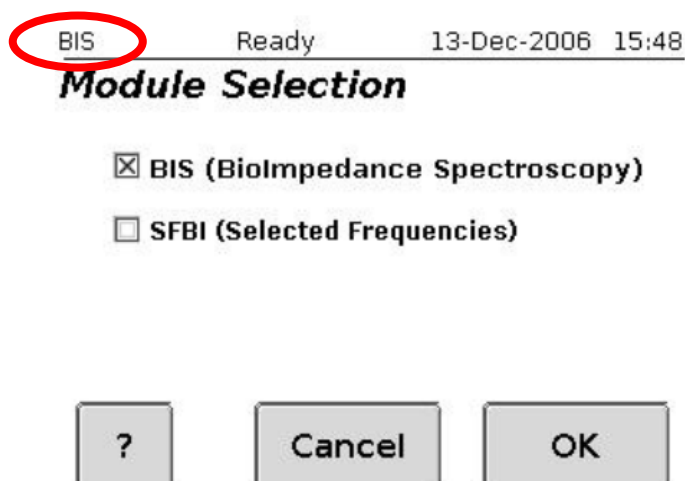 BIS Ready 13-Dec-2006 15:48
Module Selection
BIS (BioImpedance Spectroscopy)
SFBI (Selected Frequencies)
? Cancel OK